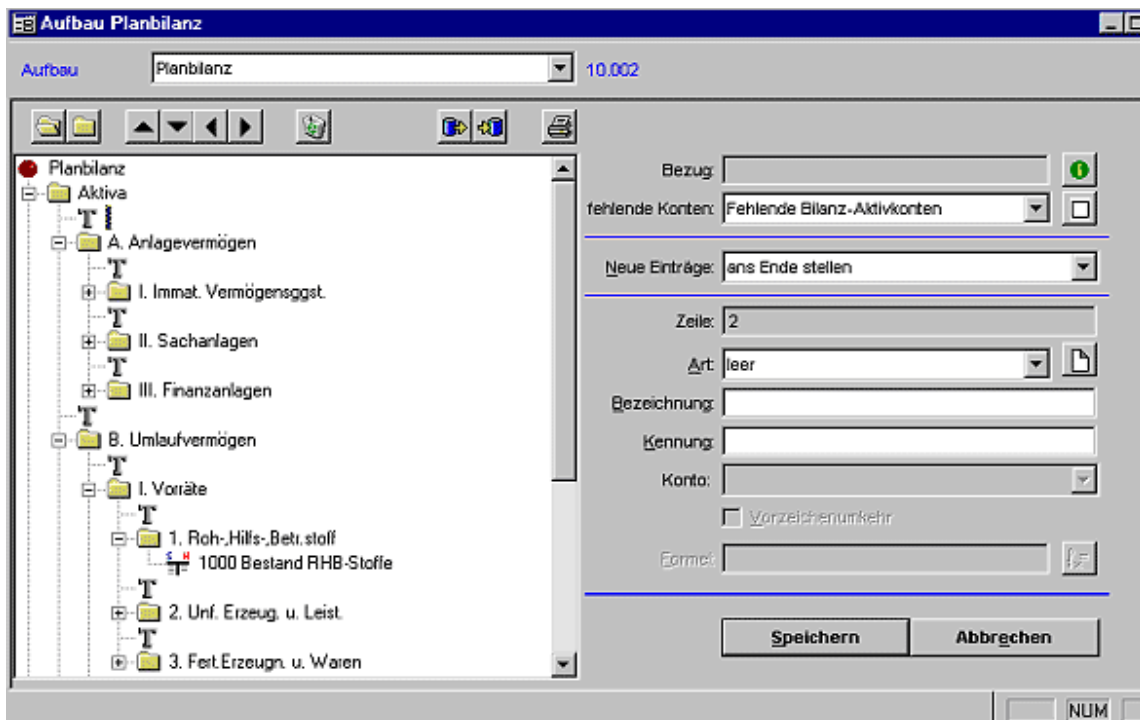 Aufbau Planbilanz
Aufbau Planbilanz 10.002
Planbilanz
Aktiva
T
A. Anlagevermögen
T
I. Immat. Vermögensggst.
T
II. Sachanlagen
T
III. Finanzanlagen
T
B. Umlaufvermögen
T
I. Vorräte
T
1. Roh-,Hilfs-,Betr.stoff
S H 1000 Bestand RHB-Stoffe
T
2. Unf. Erzeug. u. Leist.
T
3. Fert.Erzeugn. u. Waren
Bezug:
fehlende Konten: Fehlende Bilanz-Aktivkonten
Neue Einträge: ans Ende stellen
Zeile: 2
Art: leer
Bezeichnung:
Kennung:
Konto:
Vorzeichenumkehr
Formel:
Speichern Abbrechen
NUM